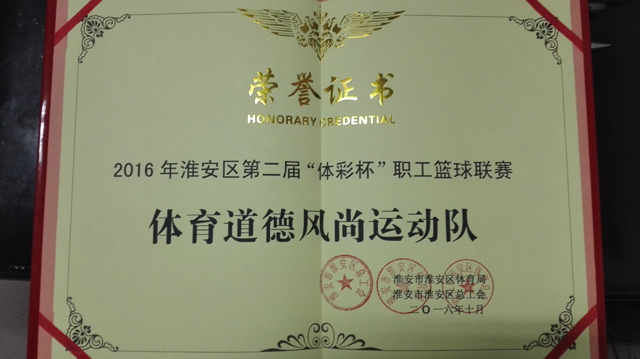 荣誉证书
HONORARY CREDENTIAL
2016年淮安区第二届“体彩杯”职工篮球联赛
体育道德风尚运动队
淮安市淮安区体育局
淮安市淮安区总工会
二〇一六年十月